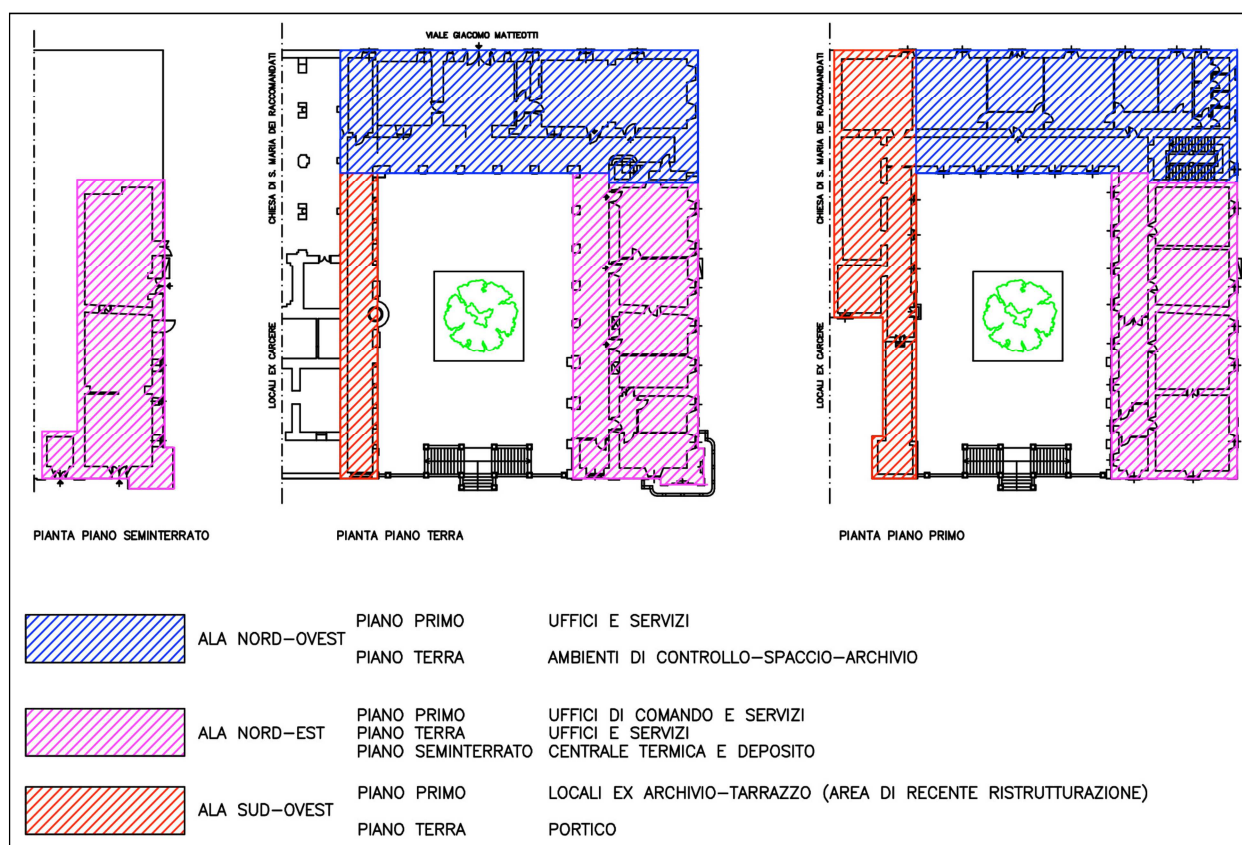 VIALE GIACOMO MATTEOTTI
CHIESA DI S. MARIA DEI RACCOMANDATI
LOCALI EX CARCERE
CHIESA DI S. MARIA DEI RACCOMANDATI
LOCALI EX CARCERE
PIANTA PIANO SEMINTERRATO
PIANTA PIANO TERRA
PIANTA PIANO PRIMO
ALA NORD-OVEST
PIANO PRIMO UFFICI E SERVIZI
PIANO TERRA AMBIENTI DI CONTROLLO-SPACCIO-ARCHIVIO
ALA NORD-EST
PIANO PRIMO UFFICI DI COMANDO E SERVIZI
PIANO TERRA UFFICI E SERVIZI
PIANO SEMINTERRATO CENTRALE TERMICA E DEPOSITO
ALA SUD-OVEST
PIANO PRIMO LOCALI EX ARCHIVIO-TARRAZZO (AREA DI RECENTE RISTRUTTURAZIONE)
PIANO TERRA PORTICO